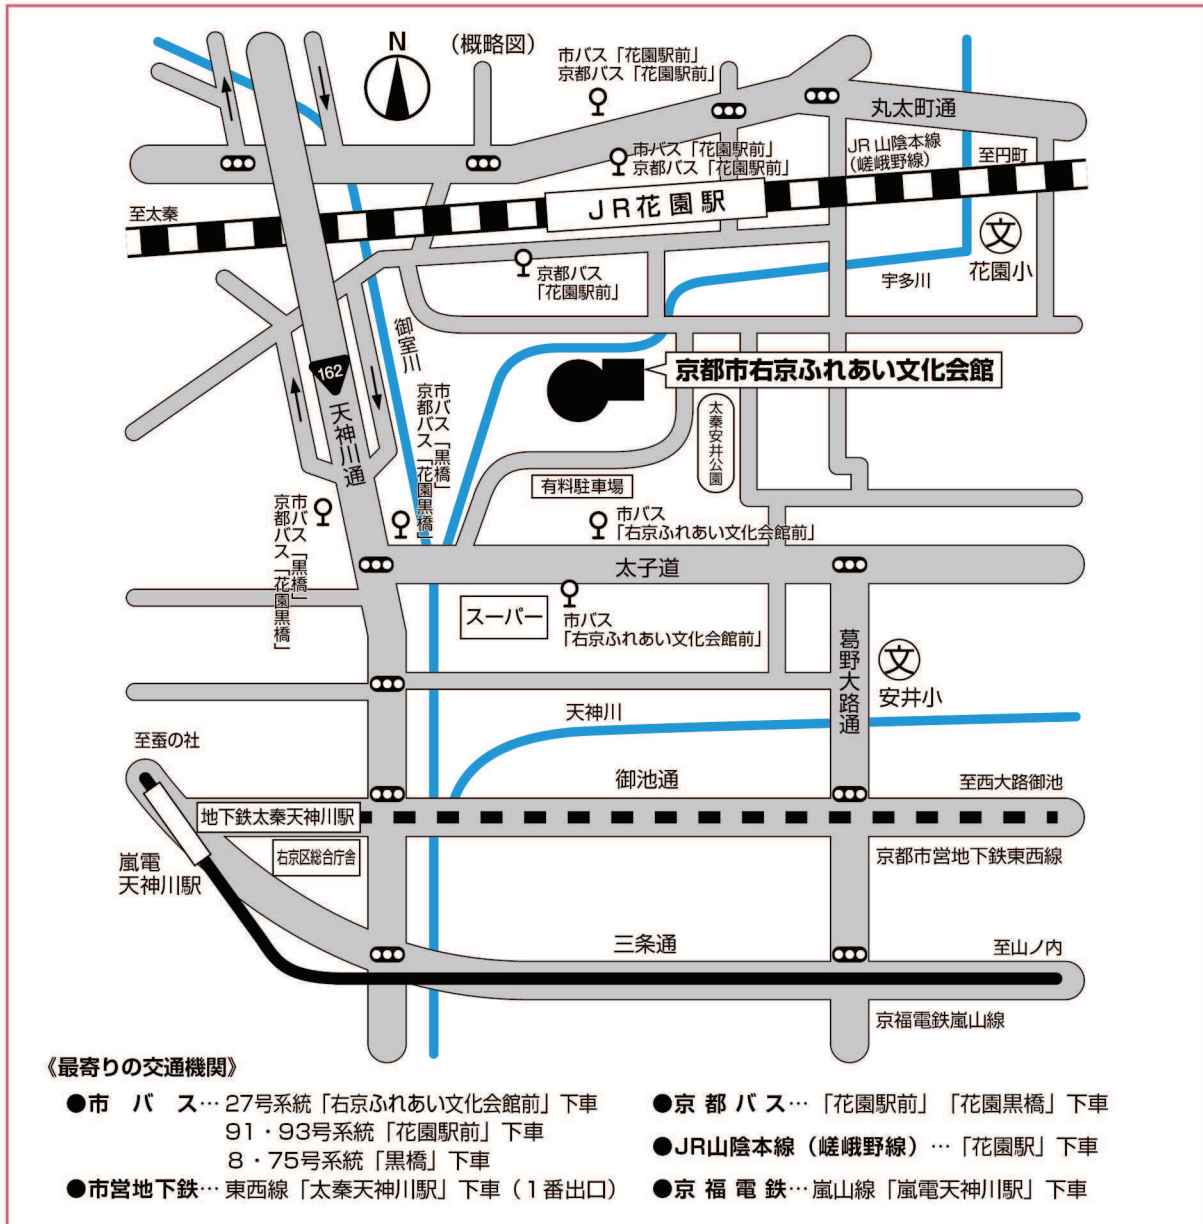 N
(概略図)
市バス「花園駅前」
京都バス「花園駅前」
丸太町通
市バス「花園駅前」
京都バス「花園駅前」
JR山陰本線
(嵯峨野線)
至円町
至太秦
JR花園駅
文
花園小
京都バス
「花園駅前」
宇多川
御室川
162
天神川通
京都市右京ふれあい文化会館
太秦安井公園
市バス「黒橋」
京都バス「花園黒橋」
有料駐車場
市バス「黒橋」
京都バス「花園黒橋」
市バス
「右京ふれあい文化会館前」
太子道
スーパー
市バス
「右京ふれあい文化会館前」
葛野大路通
文
安井小
天神川
至蚕の社
御池通
至西大路御池
地下鉄太秦天神川駅
右京区総合庁舎
京都市営地下鉄東西線
嵐電
天神川駅
三条通
至山ノ内
京福電鉄嵐山線
《最寄りの交通機関》
●市バス… 27号系統「右京ふれあい文化会館前」下車
91・93号系統「花園駅前」下車
8・75号系統「黒橋」下車
●市営地下鉄… 東西線「太秦天神川駅」下車(1番出口)
●京都バス… 「花園駅前」「花園黒橋」下車
●JR山陰本線(嵯峨野線)…「花園駅」下車
●京福電鉄… 嵐山線「嵐電天神川駅」下車